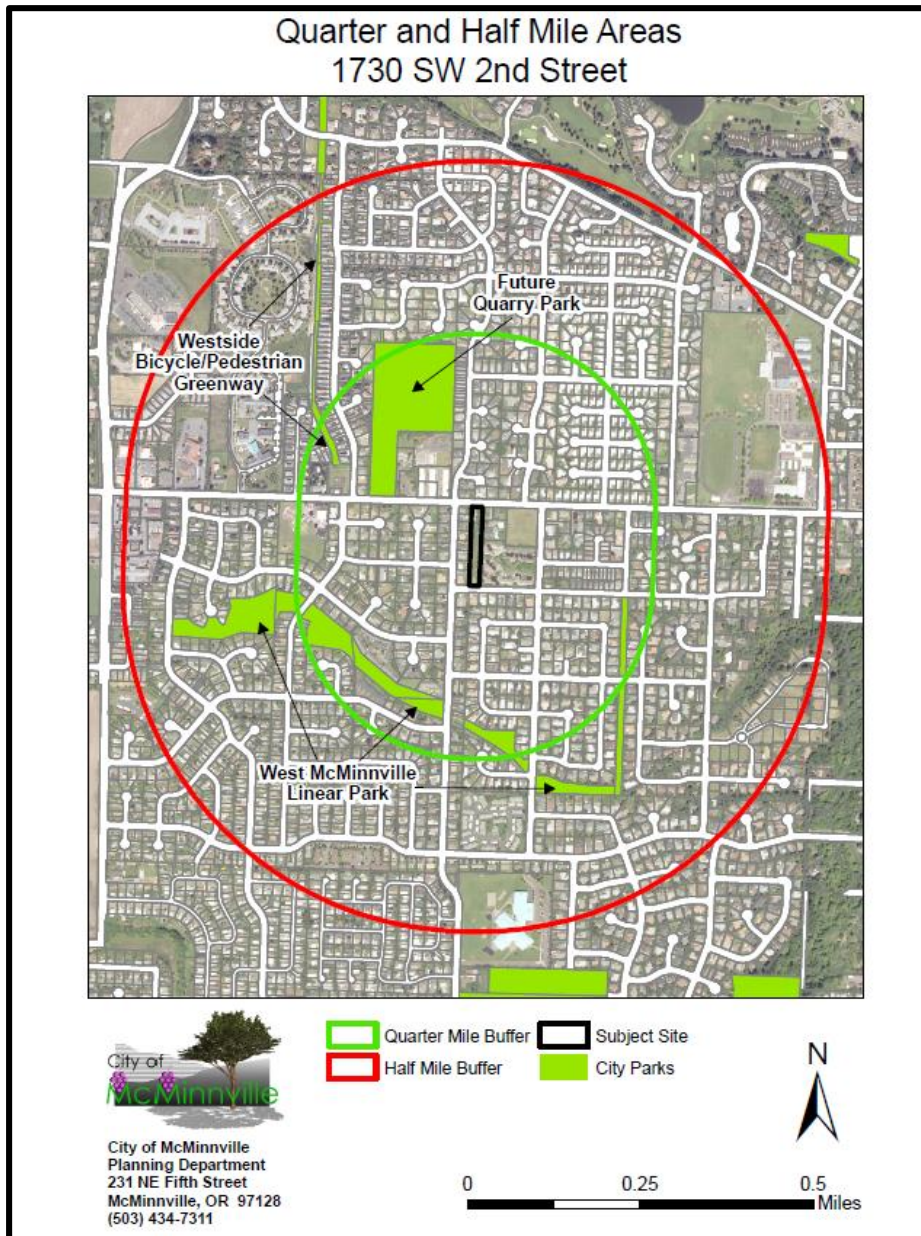 Quarter and Half Mile Areas
1730 SW 2nd Street
Future
Quarry Park
Westside
Bicycle/Pedestrian
Greenway
West McMinnville
Linear Park
City of
McMinnville
Quarter Mile Buffer
Half Mile Buffer
Subject Site
City Parks
N
City of McMinnville
Planning Department
231 NE Fifth Street
McMinnville, OR 97128
(503) 434-7311
0 0.25 0.5
Miles